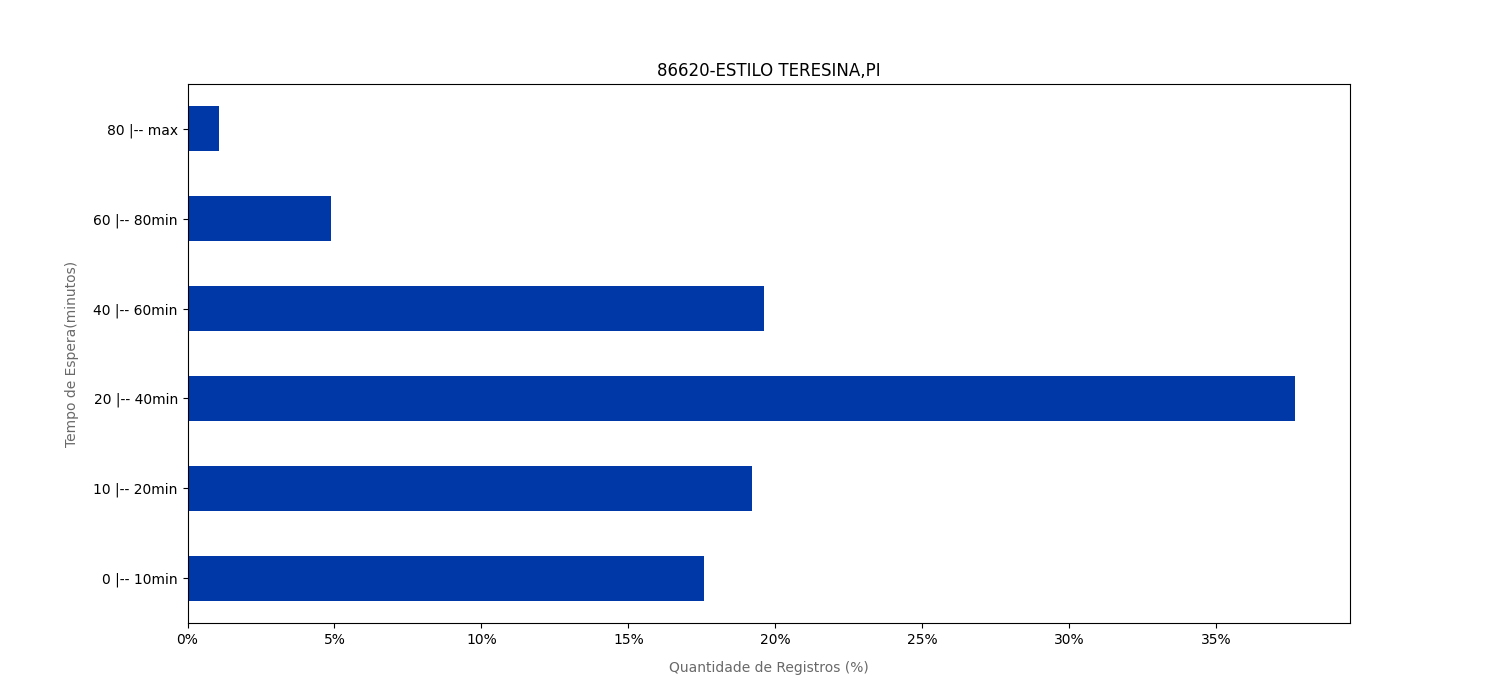 86620-ESTILO TERESINA,PI
80 |-- max
60 |-- 80min
40 |-- 60min
20 |-- 40min
10 |-- 20min
0 |-- 10min
Tempo de Espera(minutos)
0% 5% 10% 15% 20% 25% 30% 35%
Quantidade de Registros (%)